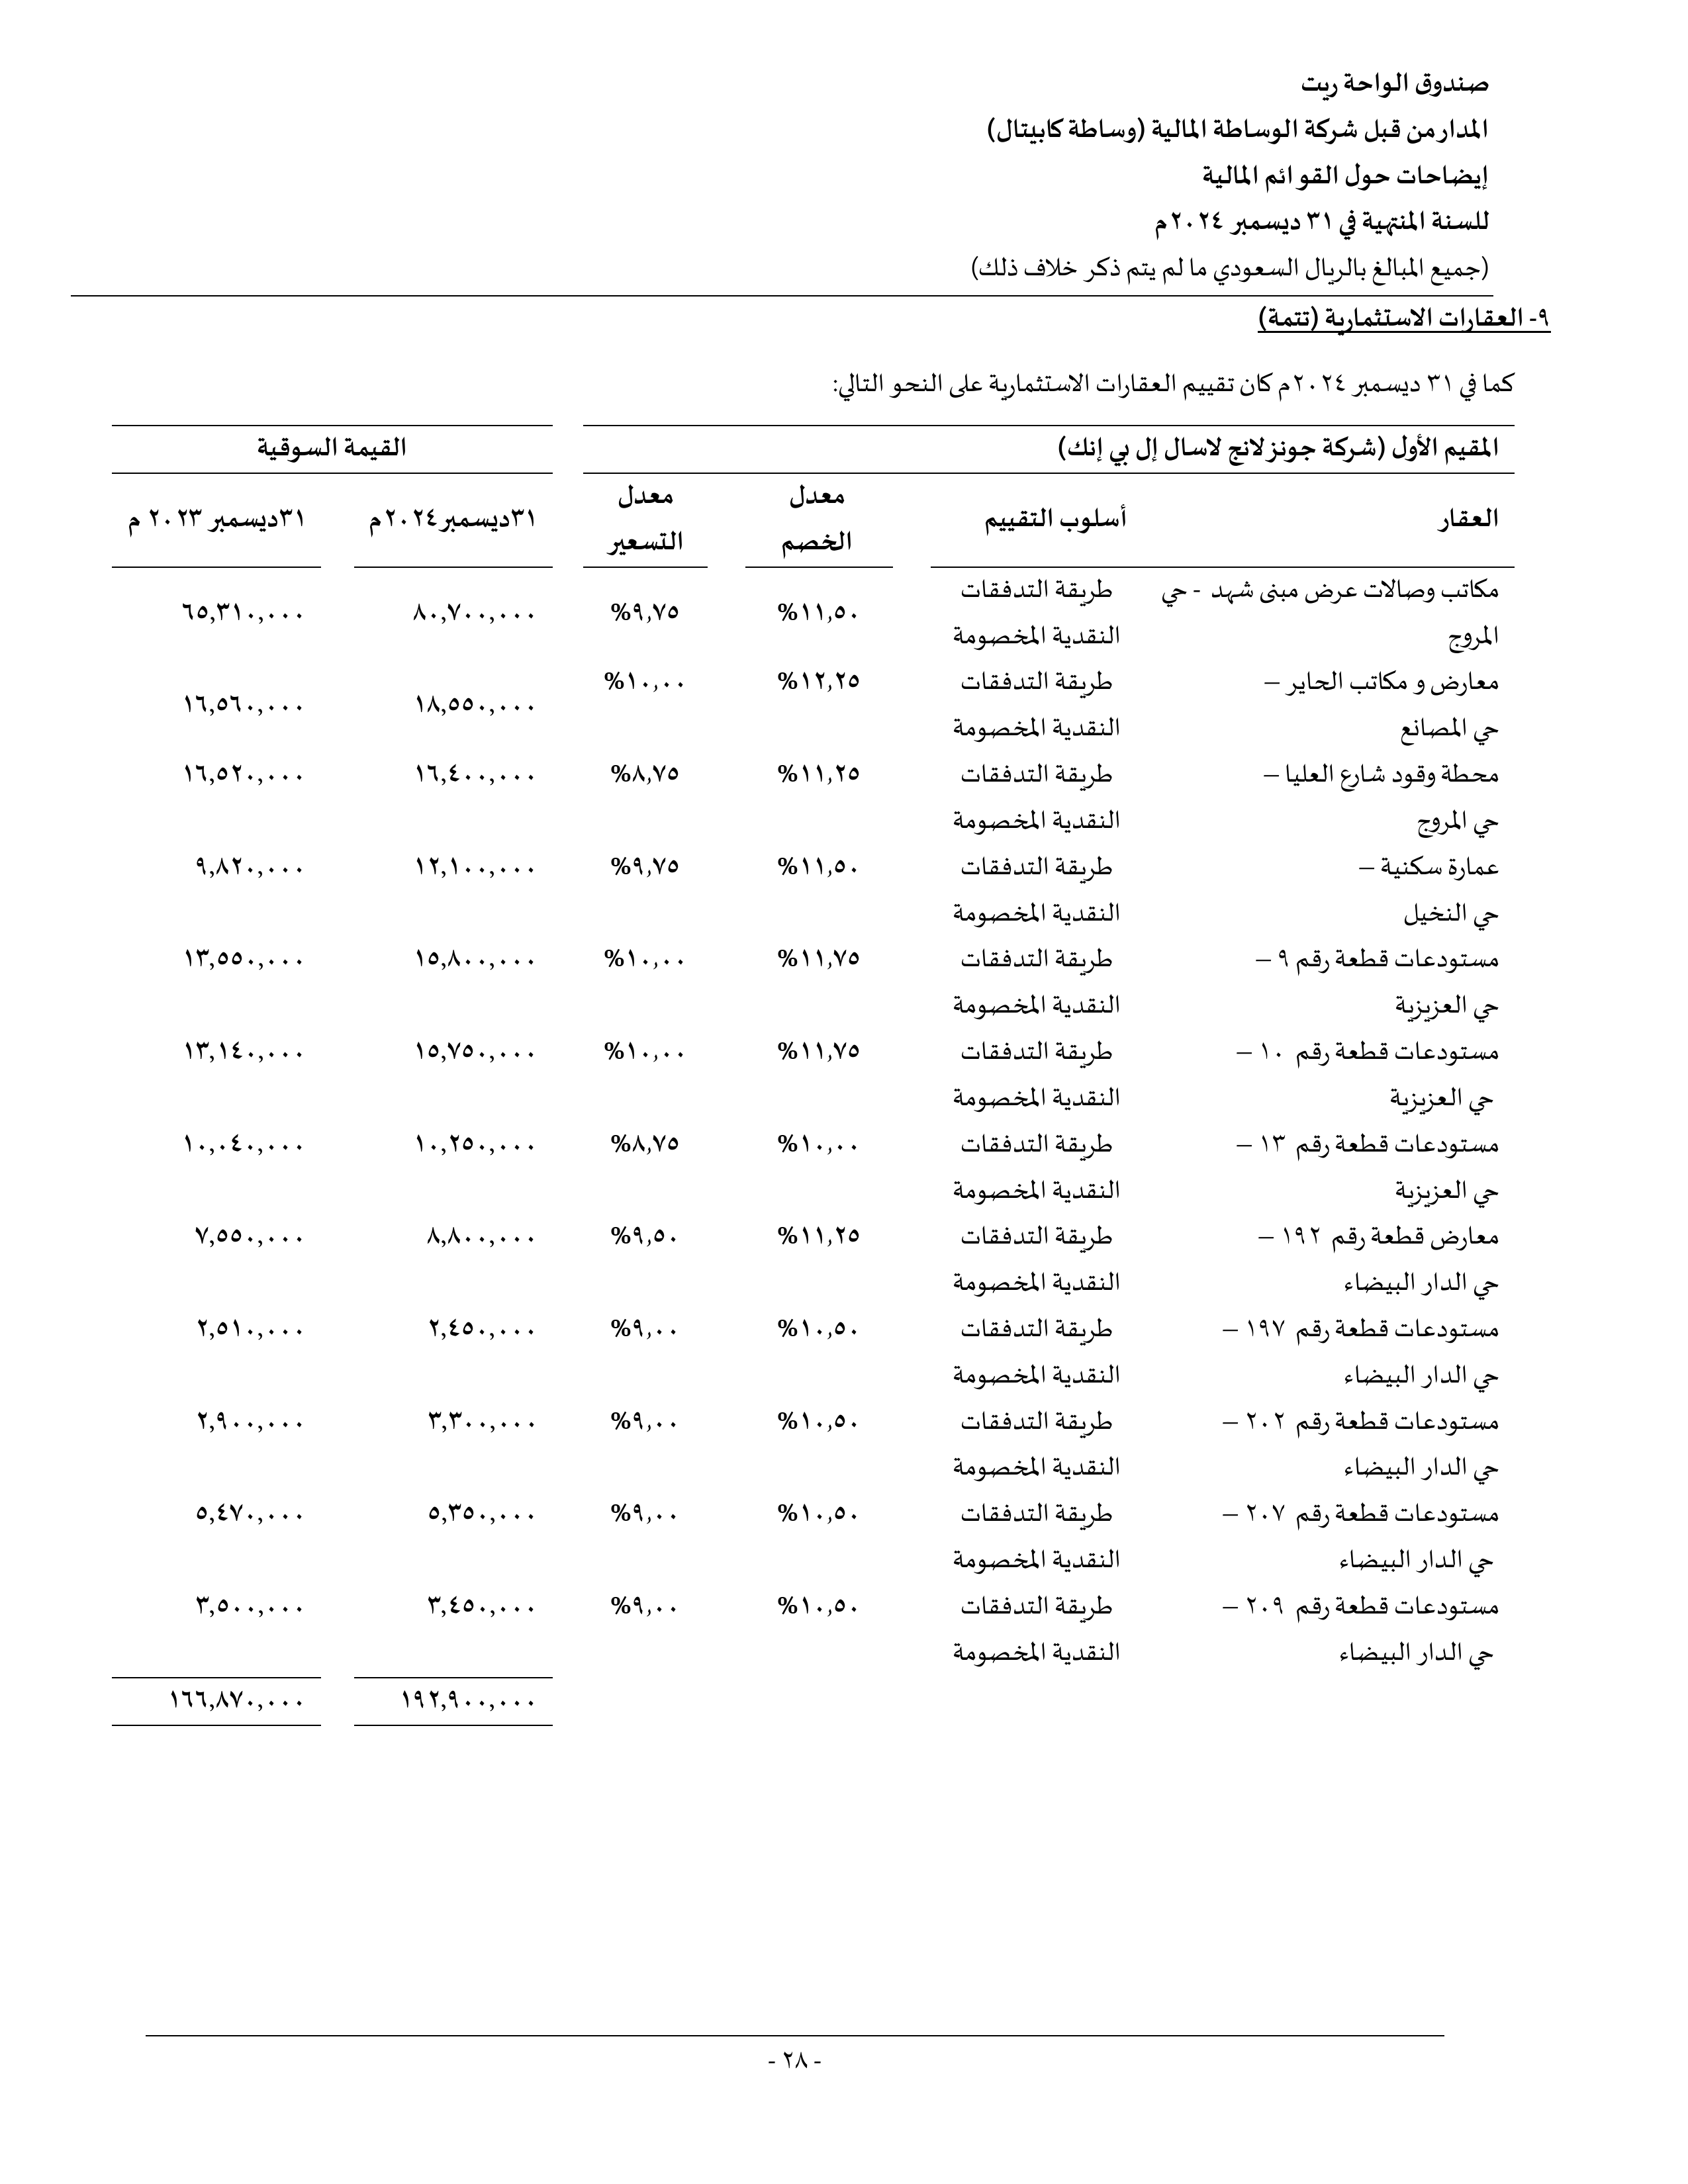 صندوق الواحة ريت
المدار من قبل شركة الوساطة المالية (وساطة كابيتال)
إيضاحات حول القوائم المالية
للسنة المنتهية في ٣١ ديسمبر ٢٠٢٤م
(جميع المبالغ بالريال السعودي ما لم يتم ذكر خلاف ذلك)
٩- العقارات الاستثمارية (تتمة)
كما في ٣١ ديسمبر ٢٠٢٤م كان تقييم العقارات الاستثمارية على النحو التالي:
المقيم الأول (شركة جونز لانج لاسال إل بي إنك) القيمة السوقية
العقار أسلوب التقييم معدل الخصم معدل التسعير ٣١ديسمبر٢٠٢٤م ٣١ديسمبر ٢٠٢٣ م
مكاتب وصالات عرض مبنى شهد - حي طريقة التدفقات ١١,٥٠% ٩,٧٥% ٨٠,٧٠٠,٠٠٠ ٦٥,٣١٠,٠٠٠
المروج النقدية المخصومة
معارض و مكاتب الحاير – طريقة التدفقات ١٢,٢٥% ١٠,٠٠% ١٨,٥٥٠,٠٠٠ ١٦,٥٦٠,٠٠٠
حي المصانع النقدية المخصومة
محطة وقود شارع العليا – طريقة التدفقات ١١,٢٥% ٨,٧٥% ١٦,٤٠٠,٠٠٠ ١٦,٥٢٠,٠٠٠
حي المروج النقدية المخصومة
عمارة سكنية – طريقة التدفقات ١١,٥٠% ٩,٧٥% ١٢,١٠٠,٠٠٠ ٩,٨٢٠,٠٠٠
حي النخيل النقدية المخصومة
مستودعات قطعة رقم ٩ – طريقة التدفقات ١١,٧٥% ١٠,٠٠% ١٥,٨٠٠,٠٠٠ ١٣,٥٥٠,٠٠٠
حي العزيزية النقدية المخصومة
مستودعات قطعة رقم ١٠ – طريقة التدفقات ١١,٧٥% ١٠,٠٠% ١٥,٧٥٠,٠٠٠ ١٣,١٤٠,٠٠٠
حي العزيزية النقدية المخصومة
مستودعات قطعة رقم ١٣ – طريقة التدفقات ١٠,٠٠% ٨,٧٥% ١٠,٢٥٠,٠٠٠ ١٠,٠٤٠,٠٠٠
حي العزيزية النقدية المخصومة
معارض قطعة رقم ١٩٢ – طريقة التدفقات ١١,٢٥% ٩,٥٠% ٨,٨٠٠,٠٠٠ ٧,٥٥٠,٠٠٠
حي الدار البيضاء النقدية المخصومة
مستودعات قطعة رقم ١٩٧ – طريقة التدفقات ١٠,٥٠% ٩,٠٠% ٢,٤٥٠,٠٠٠ ٢,٥١٠,٠٠٠
حي الدار البيضاء النقدية المخصومة
مستودعات قطعة رقم ٢٠٢ – طريقة التدفقات ١٠,٥٠% ٩,٠٠% ٣,٣٠٠,٠٠٠ ٢,٩٠٠,٠٠٠
حي الدار البيضاء النقدية المخصومة
مستودعات قطعة رقم ٢٠٧ – طريقة التدفقات ١٠,٥٠% ٩,٠٠% ٥,٣٥٠,٠٠٠ ٥,٤٧٠,٠٠٠
حي الدار البيضاء النقدية المخصومة
مستودعات قطعة رقم ٢٠٩ – طريقة التدفقات ١٠,٥٠% ٩,٠٠% ٣,٤٥٠,٠٠٠ ٣,٥٠٠,٠٠٠
حي الدار البيضاء النقدية المخصومة
١٩٢,٩٠٠,٠٠٠ ١٦٦,٨٧٠,٠٠٠
- ٢٨ -